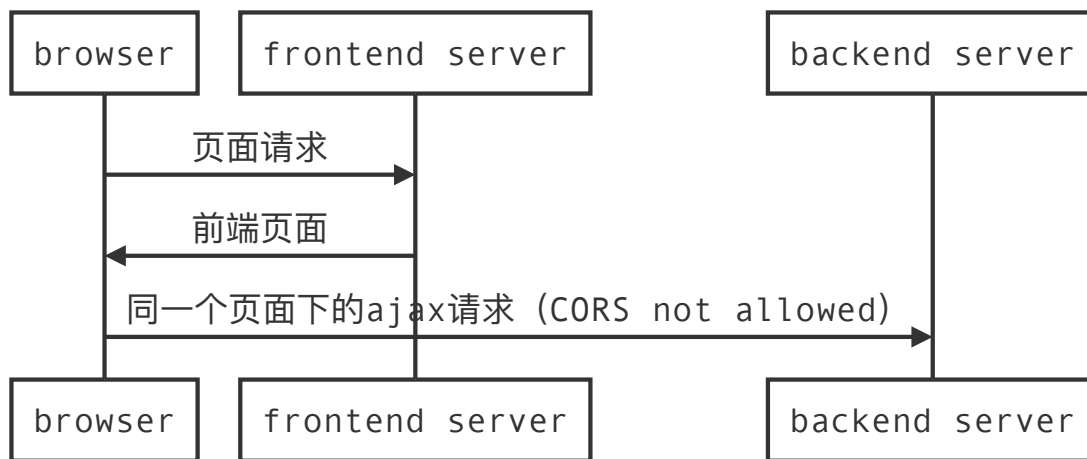 browser
frontend server
backend server
页面请求
前端页面
同一个页面下的ajax请求（CORS not allowed）
browser
frontend server
backend server